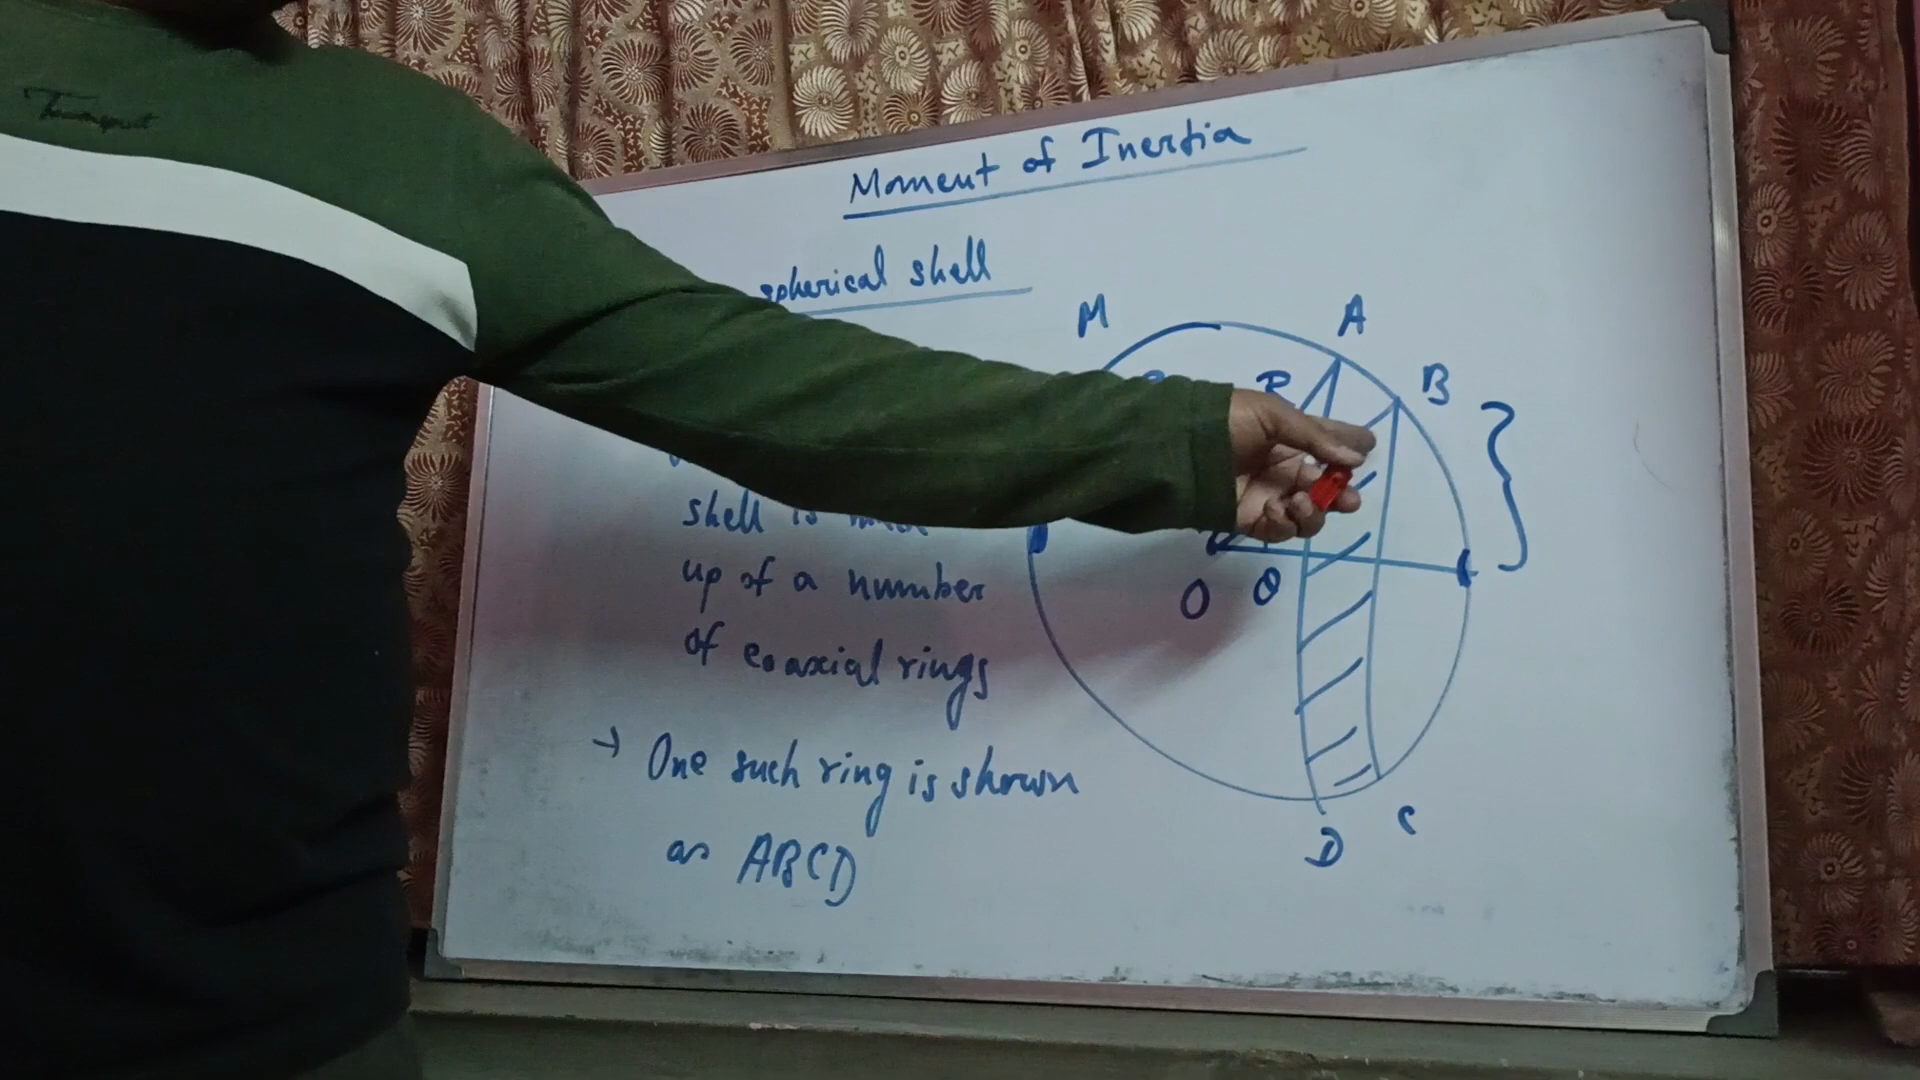 Moment of Inertia
spherical shell
M
A
B
R
shell is
up of a number
of coaxial rings
O
θ
→ One such ring is shown
as ABCD
D
C